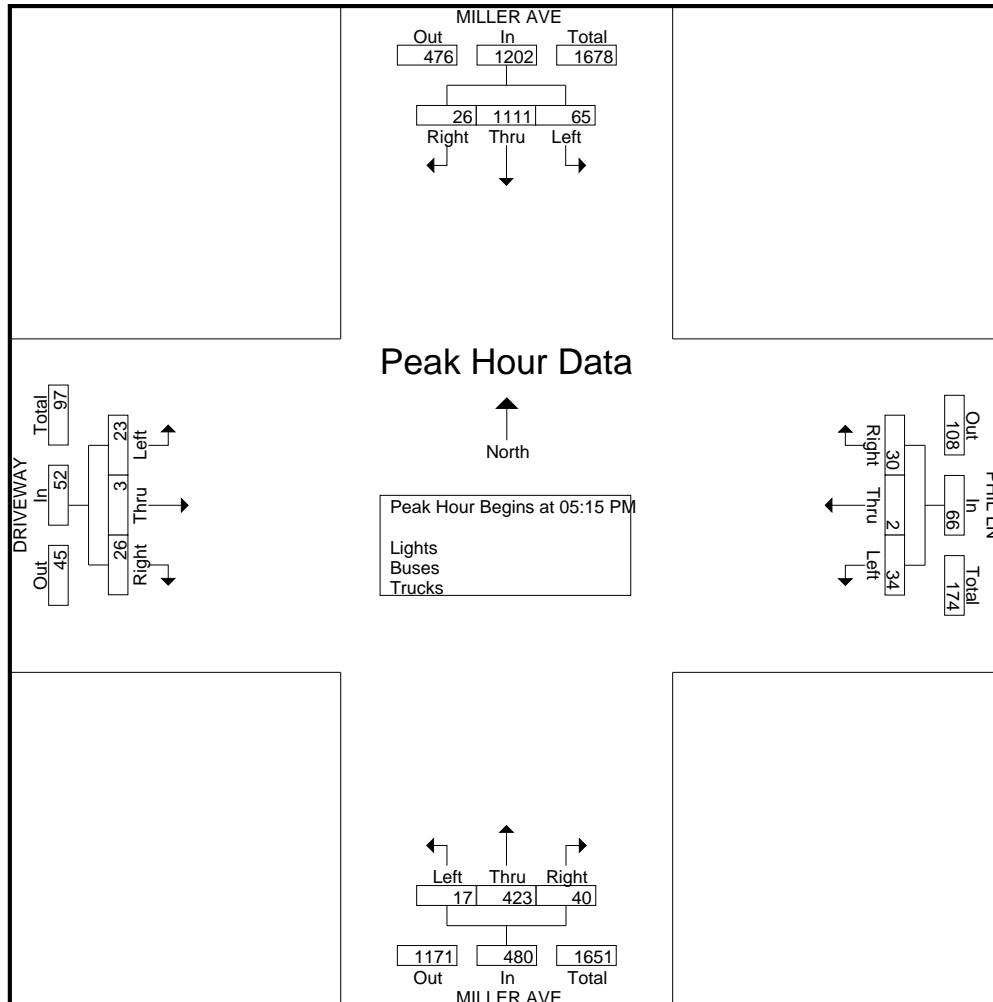 MILLER AVE
Out In Total
476 1202 1678
26 1111 65
Right Thru Left
Peak Hour Data
North
Peak Hour Begins at 05:15 PM
Lights
Buses
Trucks
DRIVEWAY
Out In Total
45 52 97
26 3 23
Right Thru Left
PHIL LN
Out In Total
108 66 174
30 2 34
Right Thru Left
Left Thru Right
17 423 40
1171 480 1651
Out In Total
MILLER AVE